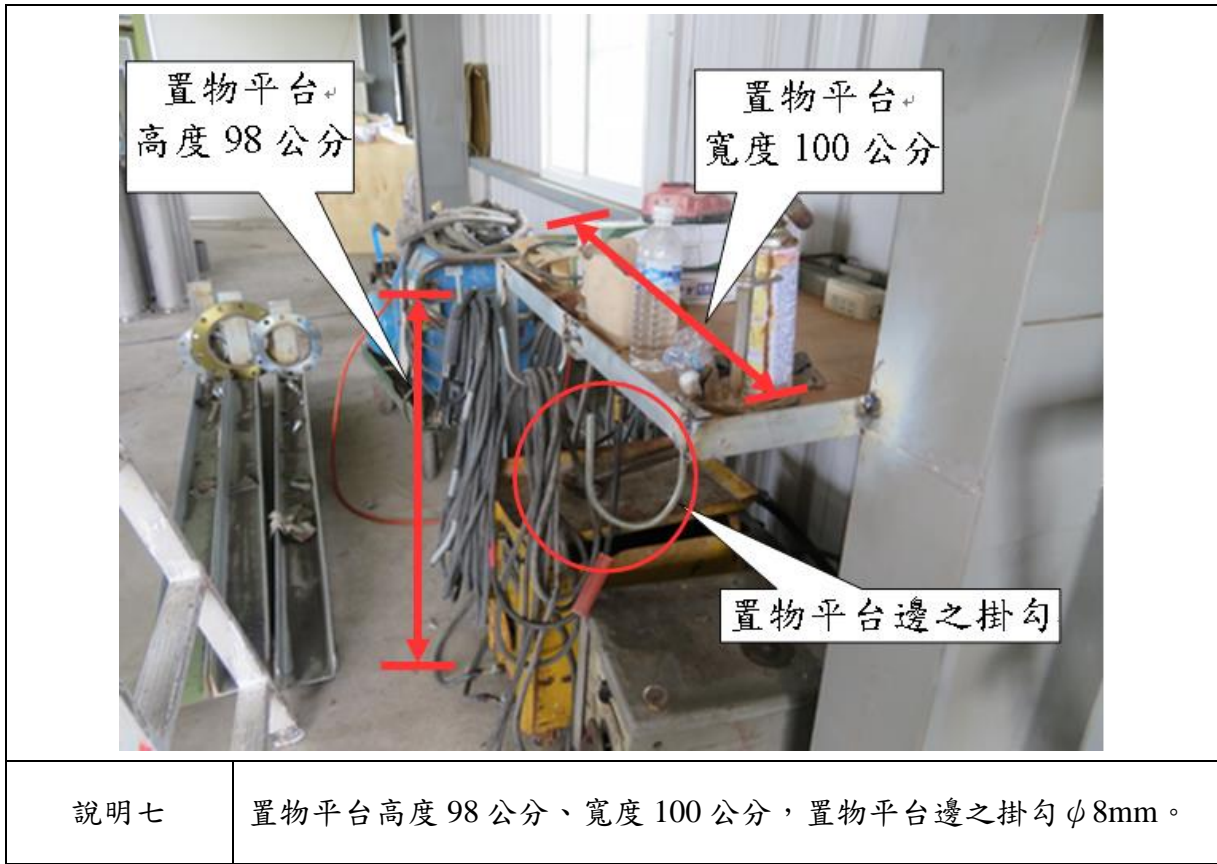 置物平台
高度 98 公分
置物平台
寬度 100 公分
置物平台邊之掛勾
說明七
置物平台高度 98 公分、寬度 100 公分，置物平台邊之掛勾 φ 8mm。